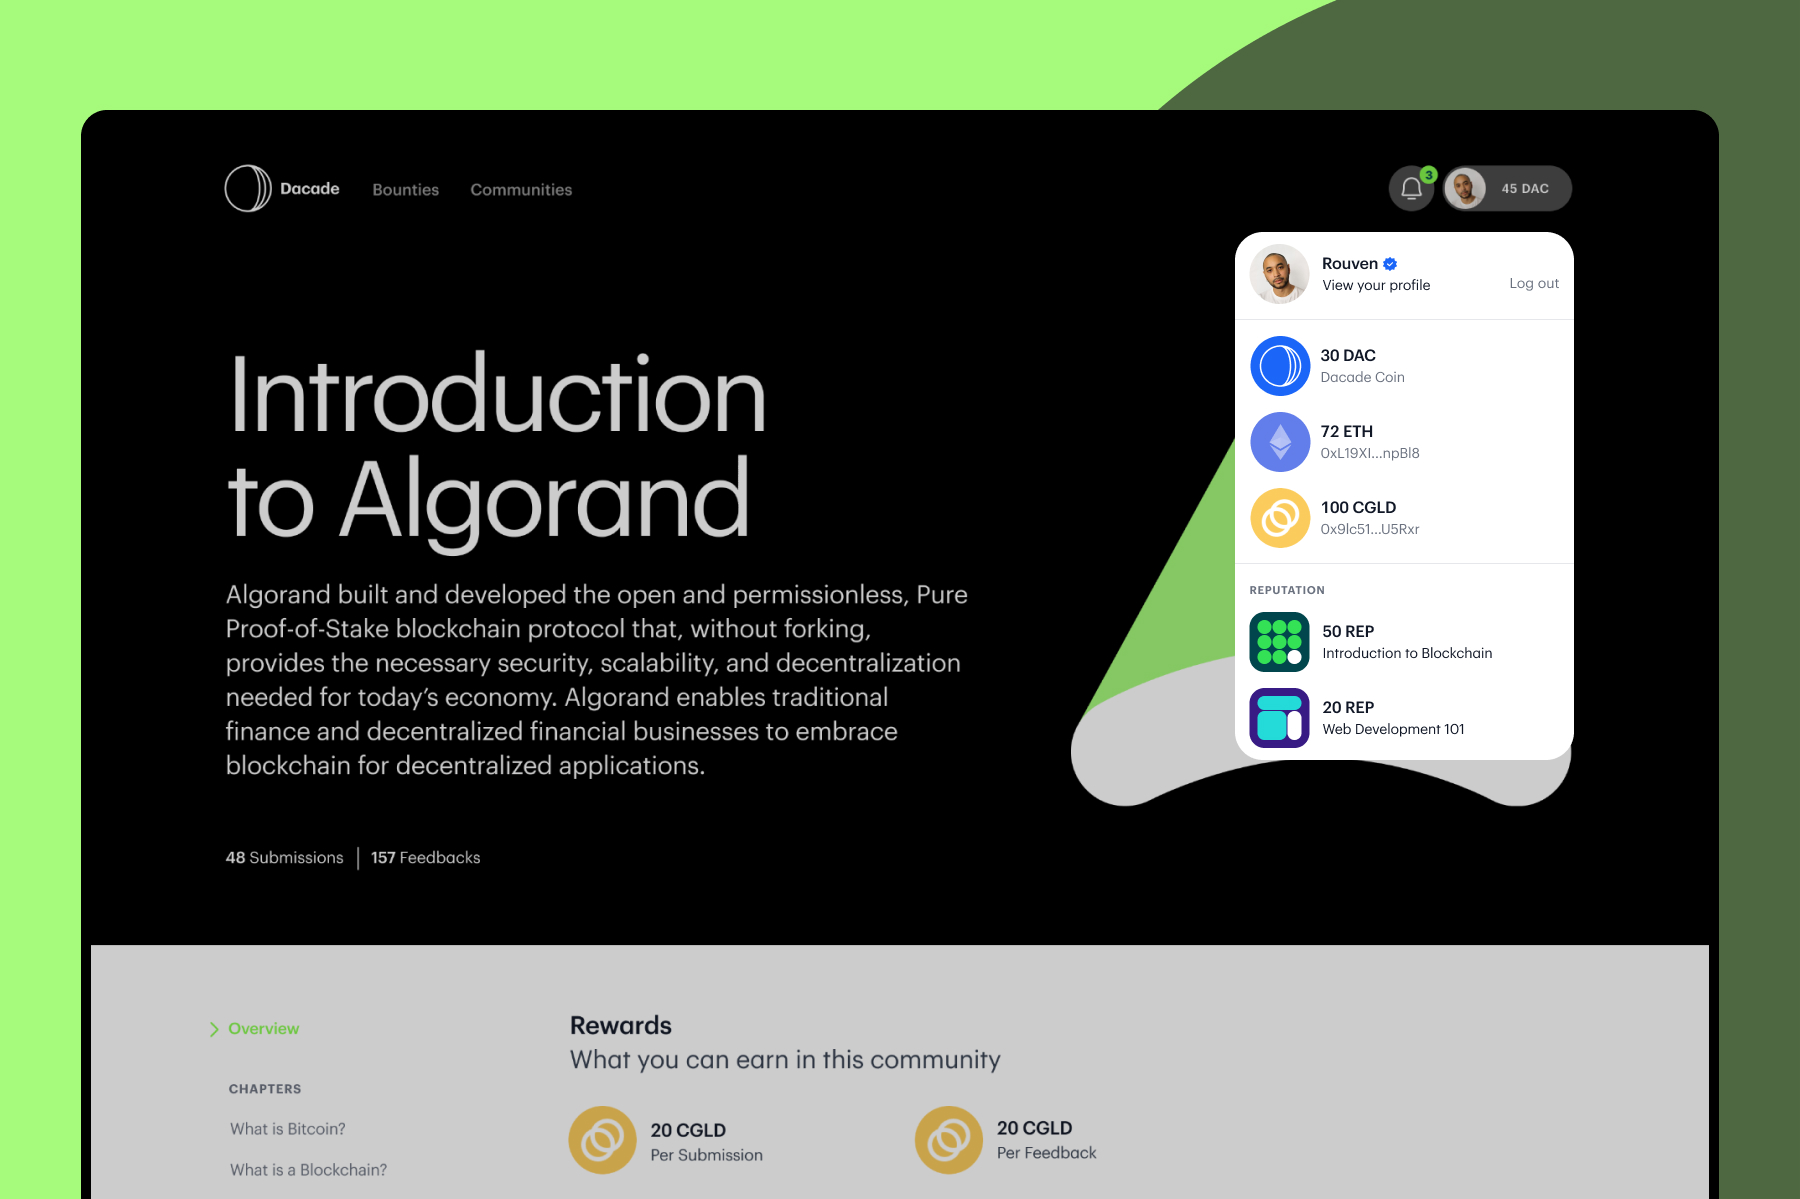 Dacade
Bounties
Communities
3
45 DAC
Rouven
View your profile
Log out
30 DAC
Dacade Coin
72 ETH
0xL19XI...npBl8
100 CGLD
0x9lc51...U5Rxr
REPUTATION
50 REP
Introduction to Blockchain
20 REP
Web Development 101
Introduction
to Algorand
Algorand built and developed the open and permissionless, Pure
Proof-of-Stake blockchain protocol that, without forking,
provides the necessary security, scalability, and decentralization
needed for today’s economy. Algorand enables traditional
finance and decentralized financial businesses to embrace
blockchain for decentralized applications.
48 Submissions
157 Feedbacks
Overview
CHAPTERS
What is Bitcoin?
What is a Blockchain?
Rewards
What you can earn in this community
20 CGLD
Per Submission
20 CGLD
Per Feedback